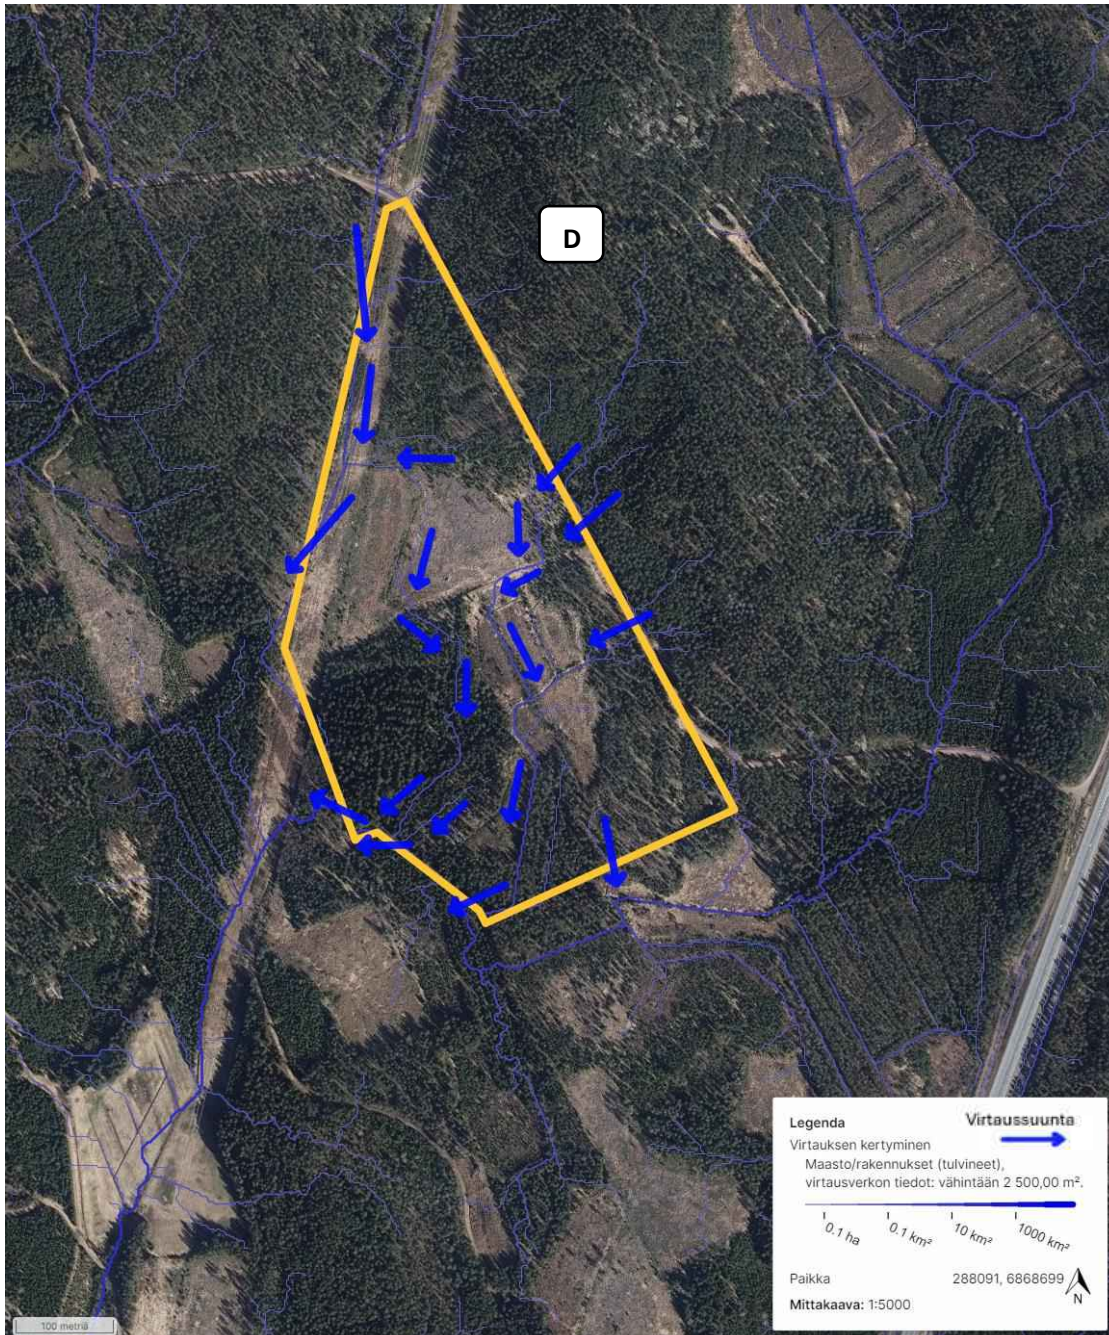 D
Legenda
Virtaussuunta
Virtauksen kertyminen
Maasto/rakennukset (tulvineet),
virtausverkon tiedot: vähintään 2 500,00 m².
0.1 ha
0.1 km²
10 km²
1000 km²
Paikka 288091, 6868699
N
Mittakaava: 1:5000
100 metriä